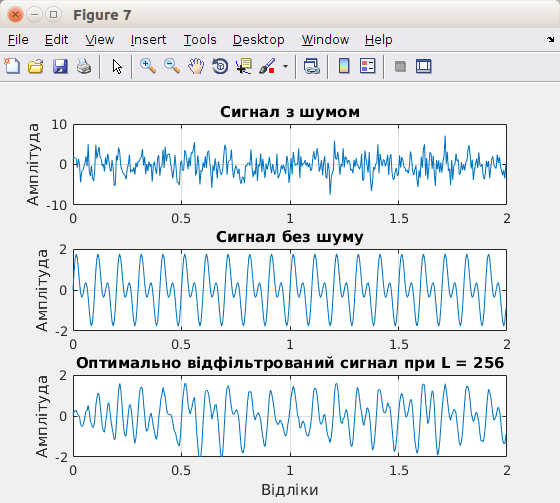 Figure 7
File Edit View Insert Tools Desktop Window Help
Сигнал з шумом
Амплітуда
10
0
-10
0 0.5 1 1.5 2
Сигнал без шуму
Амплітуда
2
0
-2
0 0.5 1 1.5 2
Оптимально відфільтрований сигнал при L = 256
Амплітуда
2
0
-2
0 0.5 1 1.5 2
Відліки